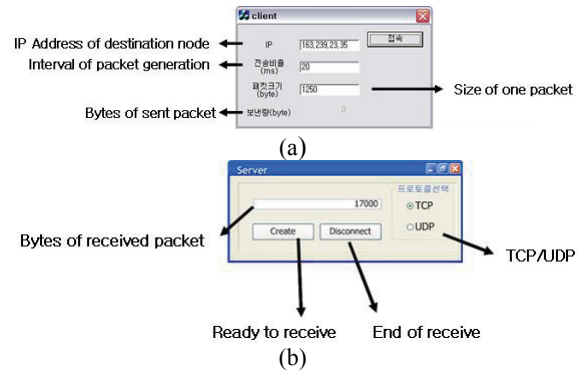 client
IP Address of destination node
IP
163,239,23,35
접속
Interval of packet generation
전송비율
(ms)
20
패킷크기
(byte)
1250
Size of one packet
Bytes of sent packet
보낸량(byte)
0
(a)
Server
프로토콜선택
17000
TCP
Create
Disconnect
UDP
Bytes of received packet
TCP/UDP
Ready to receive
End of receive
(b)